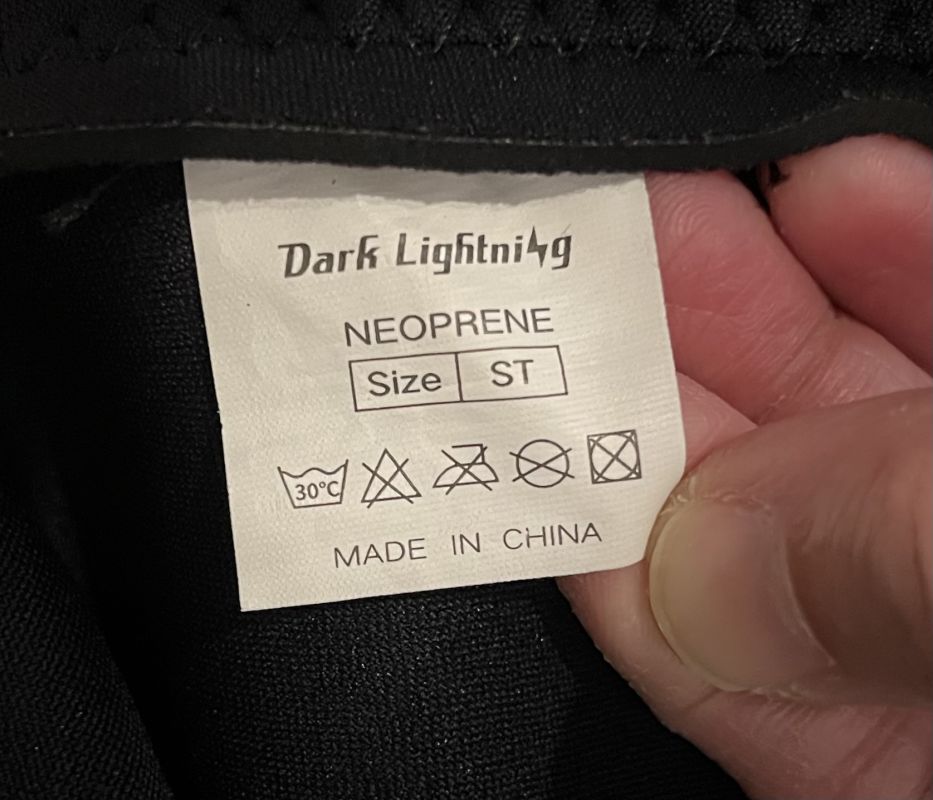 Dark Lightning
NEOPRENE
Size ST
30°C
MADE IN CHINA